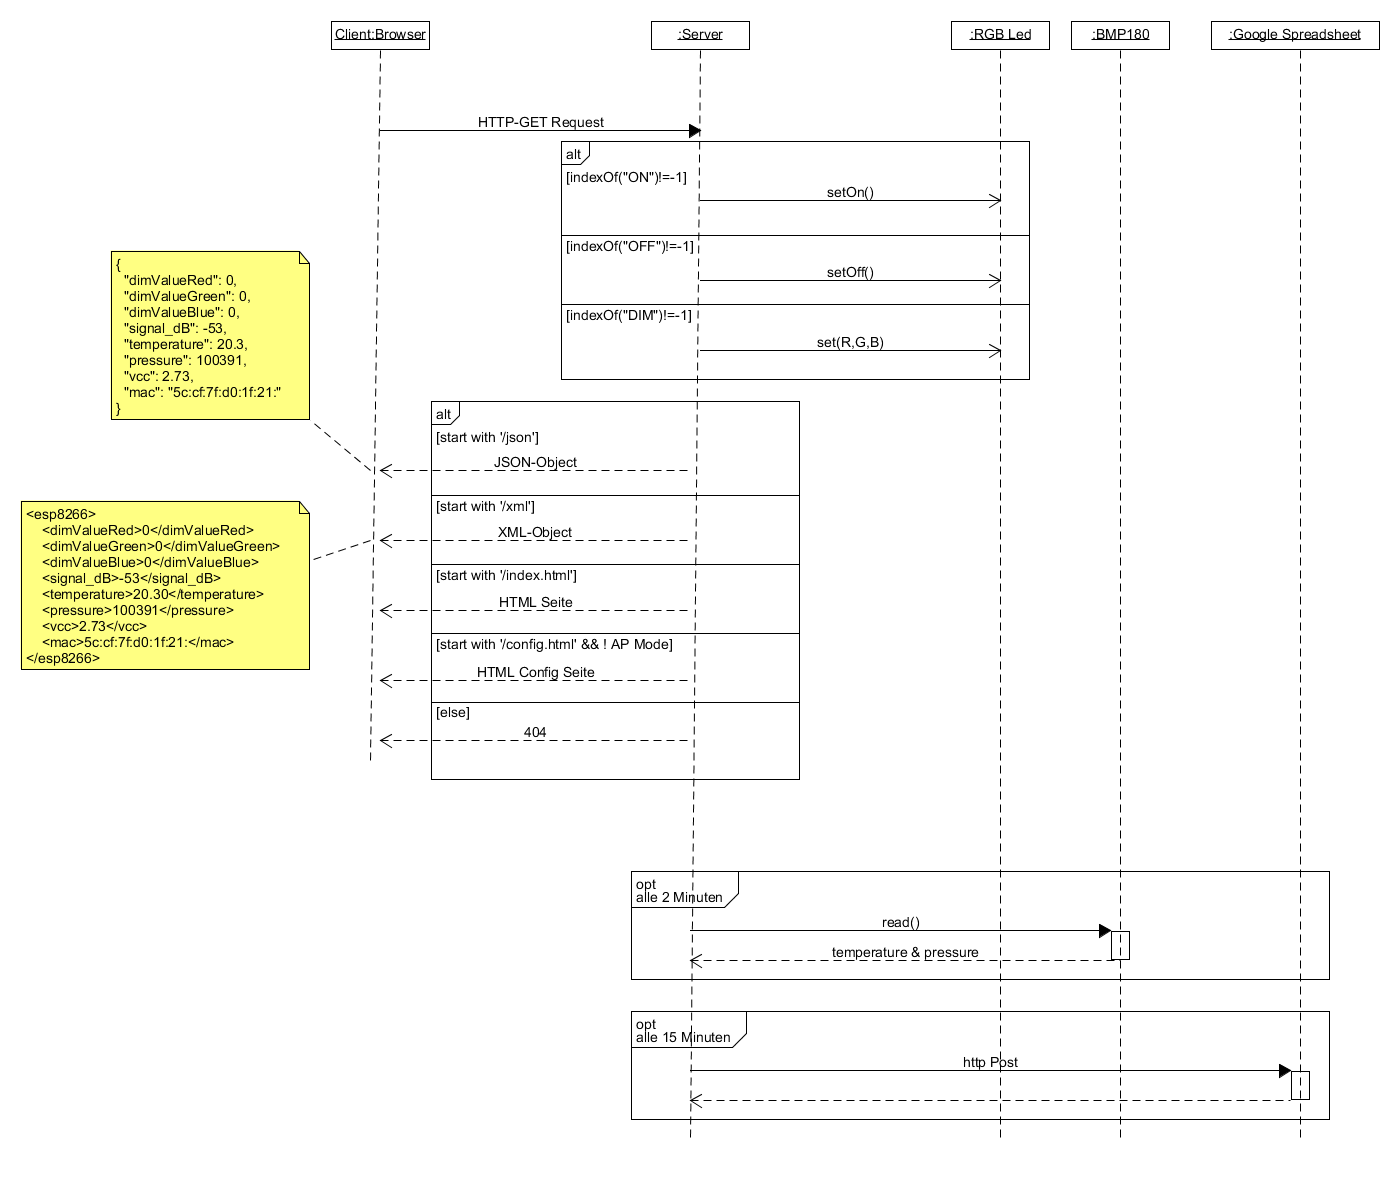 Client:Browser
:Server
:RGB Led
:BMP180
:Google Spreadsheet
HTTP-GET Request
alt
[indexOf("ON")!=-1]
setOn()
[indexOf("OFF")!=-1]
setOff()
[indexOf("DIM")!=-1]
set(R,G,B)
{
"dimValueRed": 0,
"dimValueGreen": 0,
"dimValueBlue": 0,
"signal_dB": -53,
"temperature": 20.3,
"pressure": 100391,
"vcc": 2.73,
"mac": "5c:cf:7f:d0:1f:21:"
}
alt
[start with '/json']
JSON-Object
[start with '/xml']
XML-Object
[start with '/index.html']
HTML Seite
[start with '/config.html' && ! AP Mode]
HTML Config Seite
[else]
404
<esp8266>
<dimValueRed>0</dimValueRed>
<dimValueGreen>0</dimValueGreen>
<dimValueBlue>0</dimValueBlue>
<signal_dB>-53</signal_dB>
<temperature>20.30</temperature>
<pressure>100391</pressure>
<vcc>2.73</vcc>
<mac>5c:cf:7f:d0:1f:21:</mac>
</esp8266>
opt
alle 2 Minuten
read()
temperature & pressure
opt
alle 15 Minuten
http Post